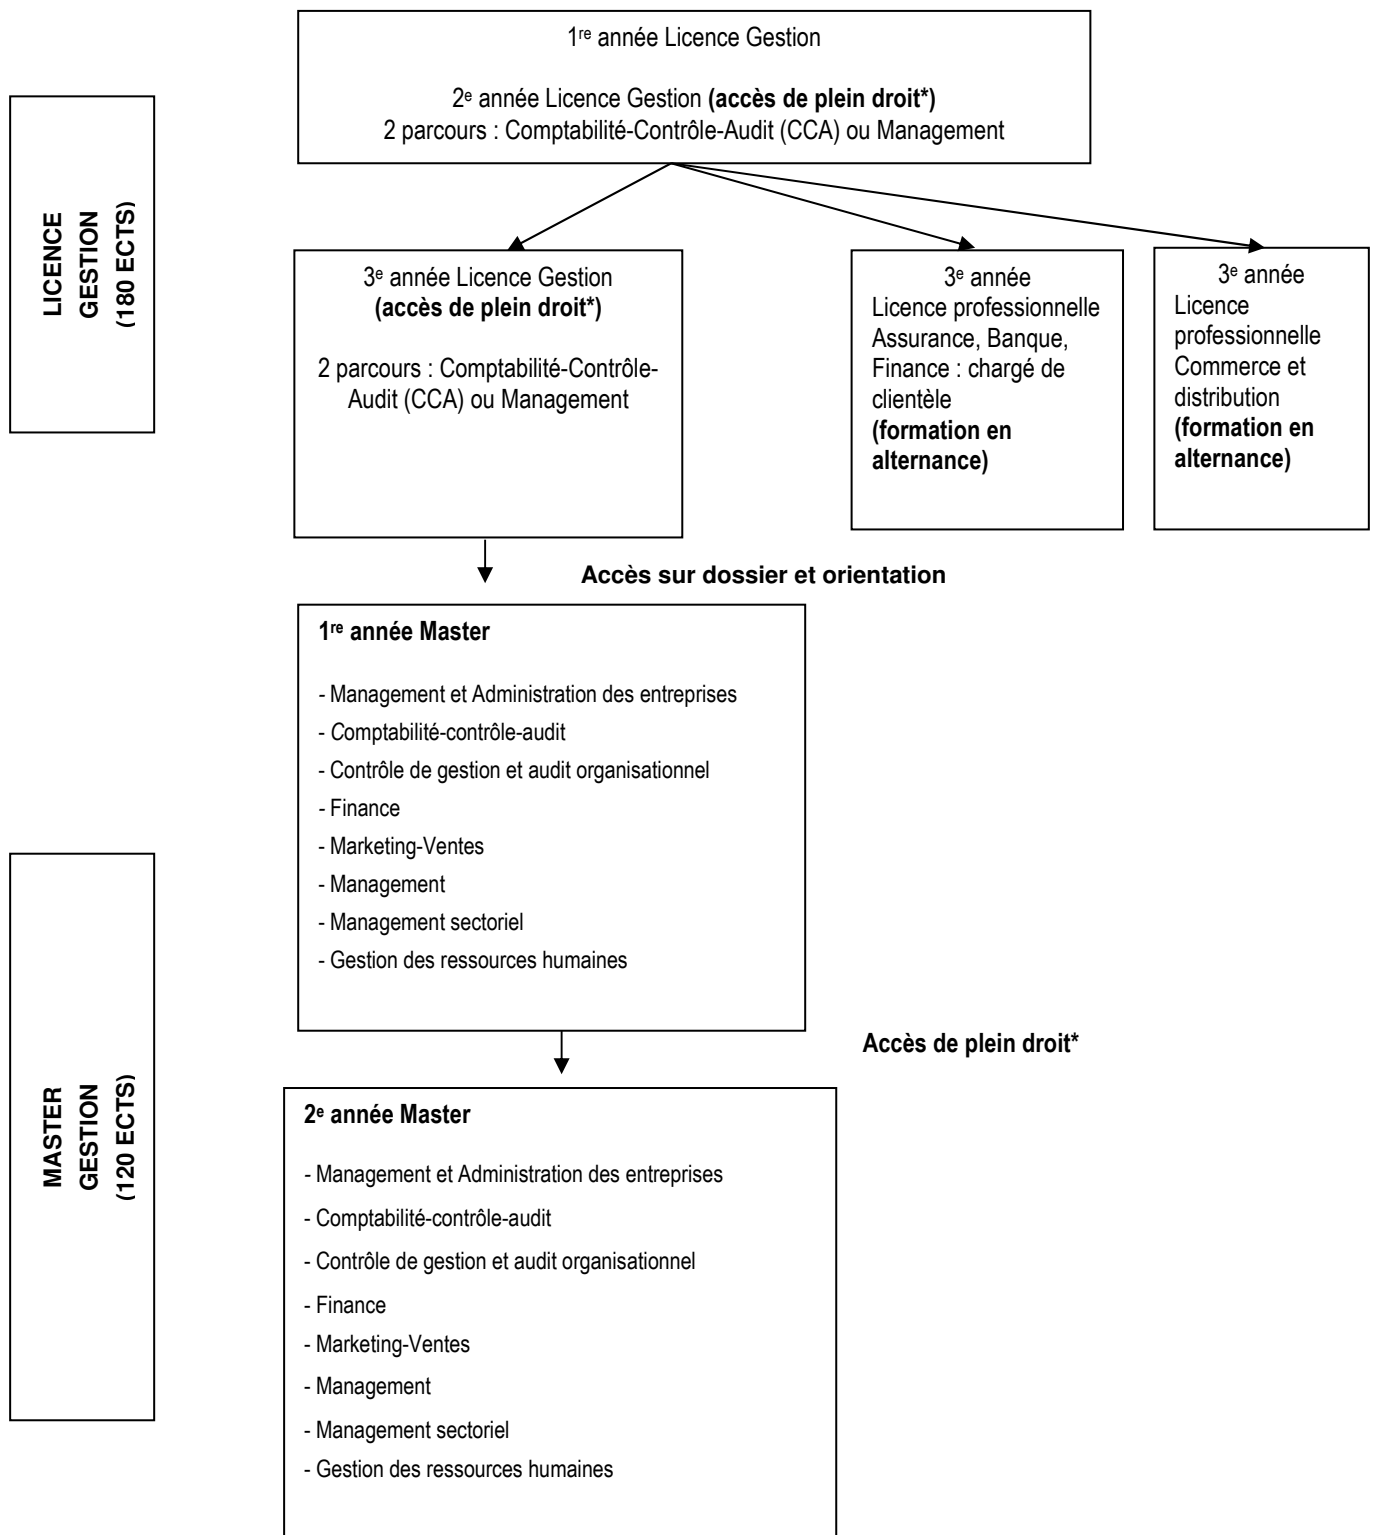 1re année Licence Gestion
2e année Licence Gestion (accès de plein droit*)
2 parcours : Comptabilité-Contrôle-Audit (CCA) ou Management
LICENCE
GESTION
(180 ECTS)
3e année Licence Gestion
(accès de plein droit*)
2 parcours : Comptabilité-Contrôle-
Audit (CCA) ou Management
3e année
Licence professionnelle
Assurance, Banque,
Finance : chargé de
clientèle
(formation en
alternance)
3e année
Licence
professionnelle
Commerce et
distribution
(formation en
alternance)
Accès sur dossier et orientation
1re année Master
- Management et Administration des entreprises
- Comptabilité-contrôle-audit
- Contrôle de gestion et audit organisationnel
- Finance
- Marketing-Ventes
- Management
- Management sectoriel
- Gestion des ressources humaines
Accès de plein droit*
MASTER
GESTION
(120 ECTS)
2e année Master
- Management et Administration des entreprises
- Comptabilité-contrôle-audit
- Contrôle de gestion et audit organisationnel
- Finance
- Marketing-Ventes
- Management
- Management sectoriel
- Gestion des ressources humaines